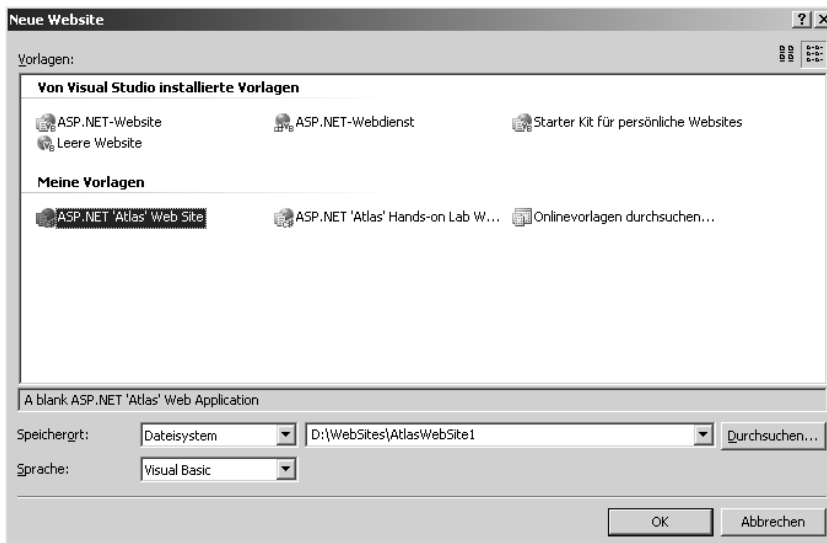 Neue Website
Vorlagen:
Von Visual Studio installierte Vorlagen
ASP.NET-Website
ASP.NET-Webdienst
Starter Kit für persönliche Websites
Leere Website
Meine Vorlagen
ASP.NET 'Atlas' Web Site
ASP.NET 'Atlas' Hands-on Lab W...
Onlinevorlagen durchsuchen...
A blank ASP.NET 'Atlas' Web Application
Speicherort:
Dateisystem
D:\WebSites\AtlasWebSite1
Durchsuchen...
Sprache:
Visual Basic
OK
Abbrechen